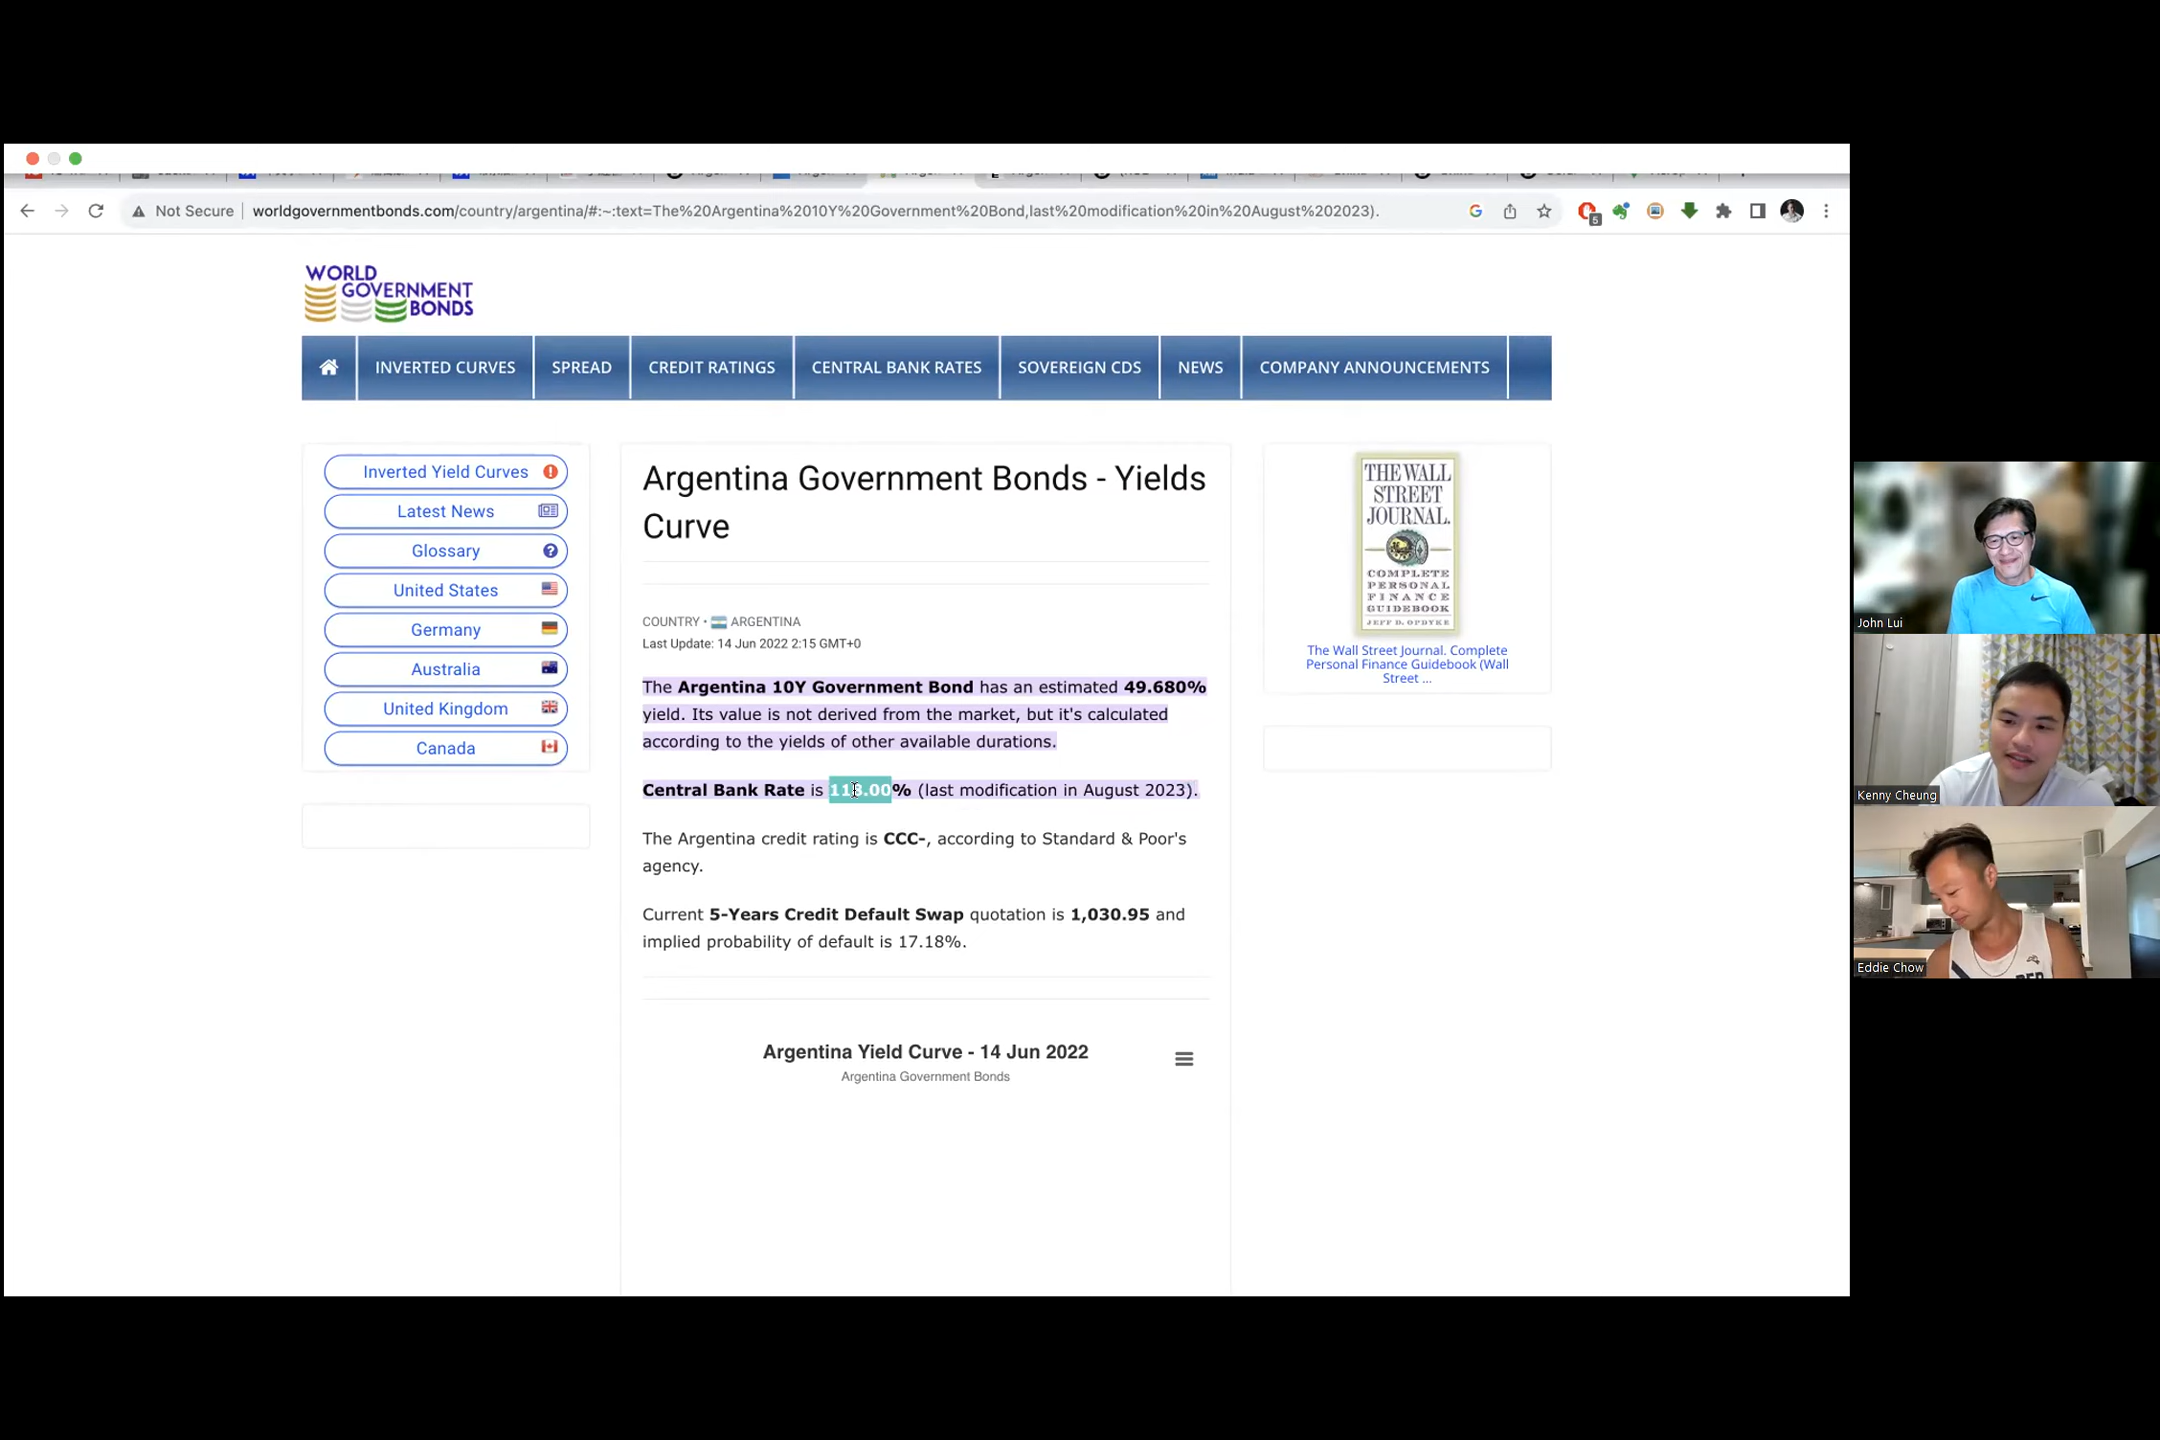 Not Secure
worldgovernmentbonds.com/country/argentina/#:~:text=The%20Argentina%2010Y%20Government%20Bond,last%20modification%20in%20August%202023).
5
WORLD
GOVERNMENT
BONDS
INVERTED CURVES
SPREAD
CREDIT RATINGS
CENTRAL BANK RATES
SOVEREIGN CDS
NEWS
COMPANY ANNOUNCEMENTS
Inverted Yield Curves
Latest News
Glossary
United States
Germany
Australia
United Kingdom
Canada
Argentina Government Bonds - Yields
Curve
COUNTRY • ARGENTINA
Last Update: 14 Jun 2022 2:15 GMT+0
The Argentina 10Y Government Bond has an estimated 49.680%
yield. Its value is not derived from the market, but it's calculated
according to the yields of other available durations.
Central Bank Rate is 118.00% (last modification in August 2023).
The Argentina credit rating is CCC-, according to Standard & Poor's
agency.
Current 5-Years Credit Default Swap quotation is 1,030.95 and
implied probability of default is 17.18%.
Argentina Yield Curve - 14 Jun 2022
Argentina Government Bonds
THE WALL
STREET
JOURNAL.
COMPLETE
PERSONAL
FINANCE
GUIDEBOOK
JEFF D. OPDYKE
The Wall Street Journal. Complete
Personal Finance Guidebook (Wall
Street ...
John Lui
Kenny Cheung
Eddie Chow